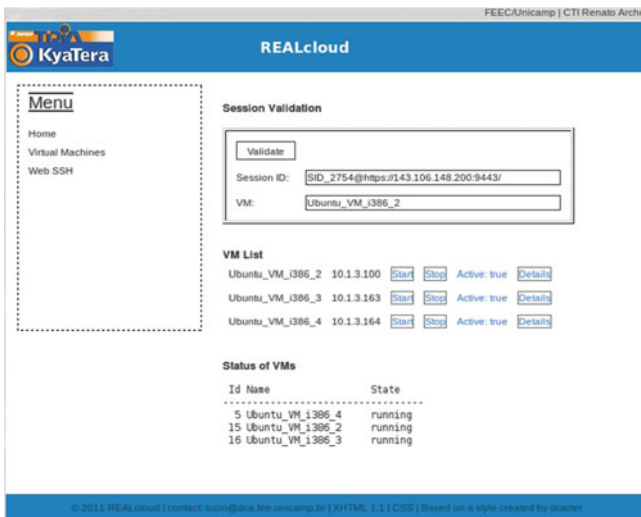 FEEC/Unicamp | CTI Renato Arch
KyaTera
REALcloud
Menu
Home
Virtual Machines
Web SSH
Session Validation
Validate
Session ID: SID_2754@https://143.106.148.200:9443/
VM: Ubuntu_VM_i386_2
VM List
Ubuntu_VM_i386_2 10.1.3.100 Start Stop Active: true Details
Ubuntu_VM_i386_3 10.1.3.163 Start Stop Active: true Details
Ubuntu_VM_i386_4 10.1.3.164 Start Stop Active: true Details
Status of VMs
Id Name State
----------------------------------
5 Ubuntu_VM_i386_4 running
15 Ubuntu_VM_i386_2 running
16 Ubuntu_VM_i386_3 running
© 2011 REALcloud | contact: lucio@dca.fee.unicamp.br | XHTML 1.1 | CSS | Based on a style created by dcarter